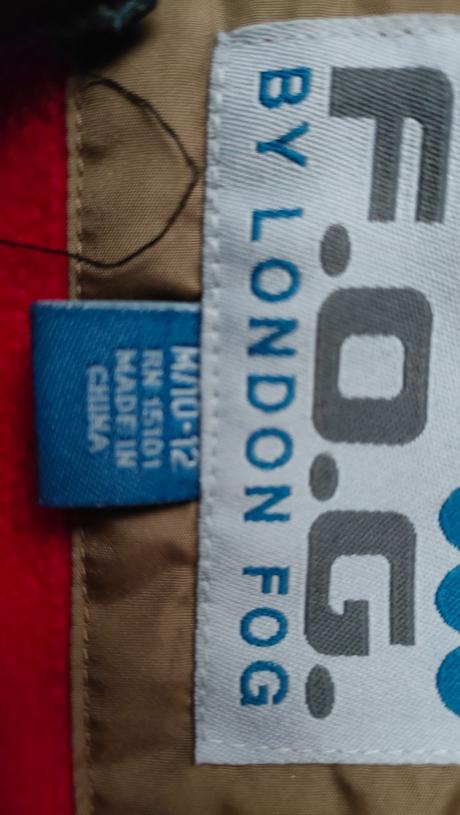 F.O.G.
BY LONDON FOG
M/10-12
RN 15101
MADE IN
CHINA